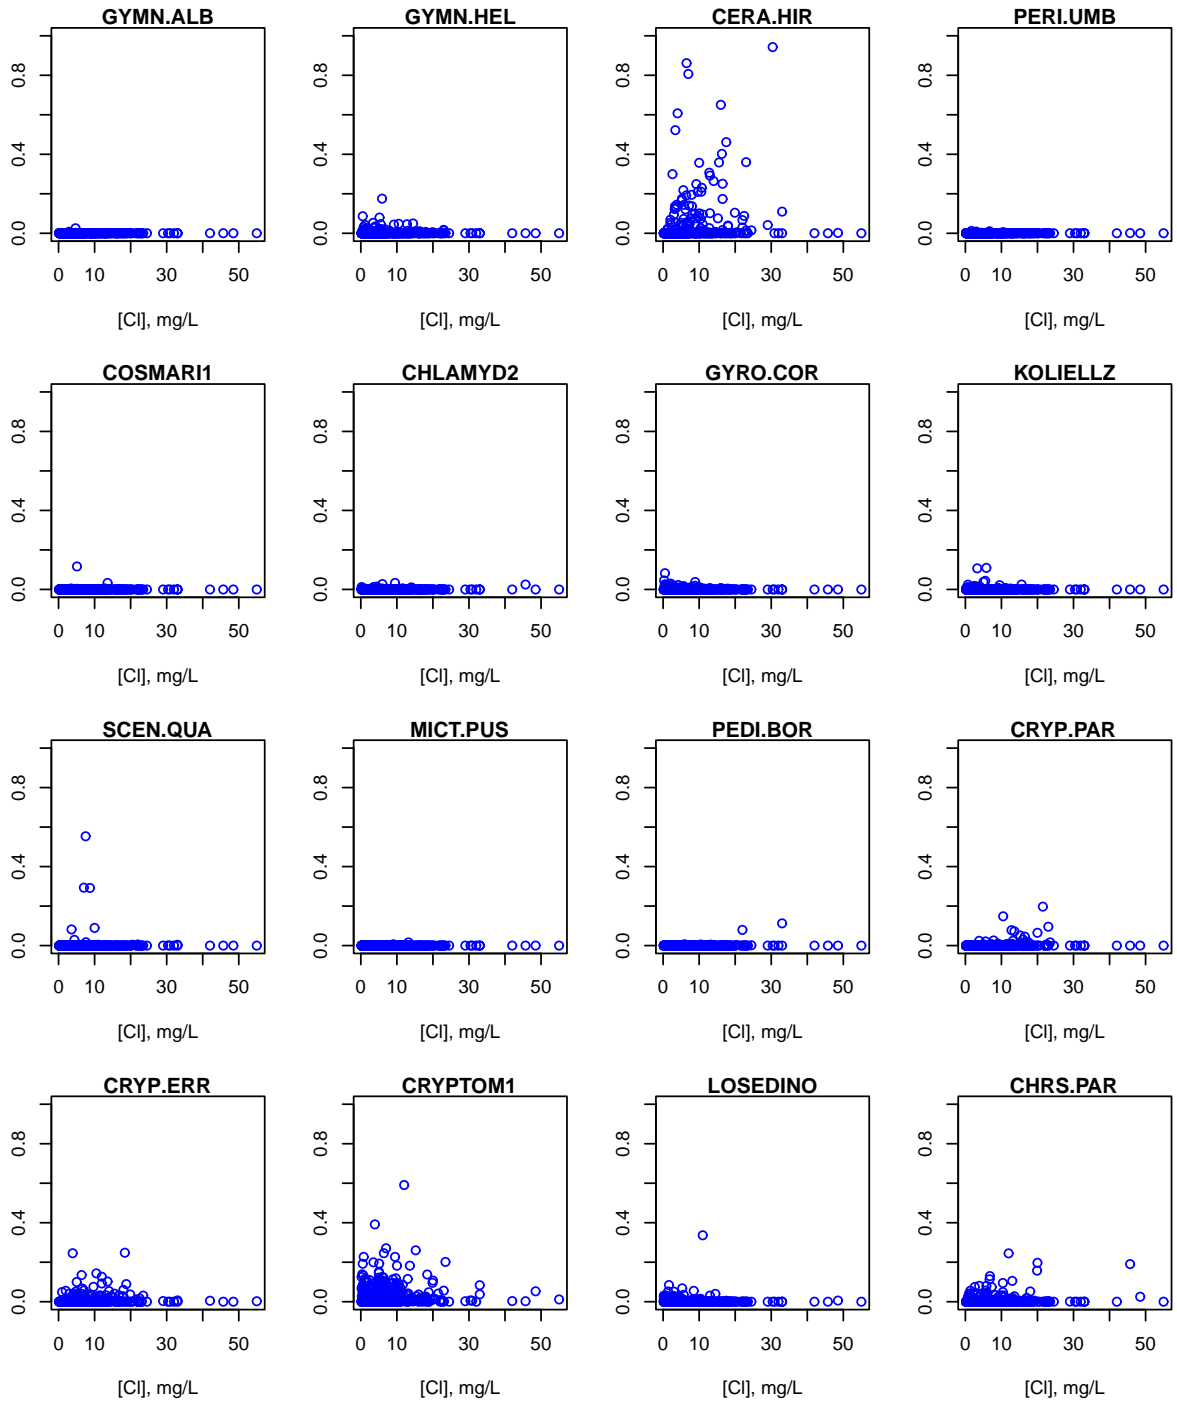 GYMN.ALB GYMN.HEL CERA.HIR PERI.UMB
0.8 0.8 0.8 0.8
0.4 0.4 0.4 0.4
0.0 0.0 0.0 0.0
0 10 30 50 0 10 30 50 0 10 30 50 0 10 30 50
[Cl], mg/L [Cl], mg/L [Cl], mg/L [Cl], mg/L
COSMARI1 CHLAMYD2 GYRO.COR KOLIELLZ
0.8 0.8 0.8 0.8
0.4 0.4 0.4 0.4
0.0 0.0 0.0 0.0
0 10 30 50 0 10 30 50 0 10 30 50 0 10 30 50
[Cl], mg/L [Cl], mg/L [Cl], mg/L [Cl], mg/L
SCEN.QUA MICT.PUS PEDI.BOR CRYP.PAR
0.8 0.8 0.8 0.8
0.4 0.4 0.4 0.4
0.0 0.0 0.0 0.0
0 10 30 50 0 10 30 50 0 10 30 50 0 10 30 50
[Cl], mg/L [Cl], mg/L [Cl], mg/L [Cl], mg/L
CRYP.ERR CRYPTOM1 LOSEDINO CHRS.PAR
0.8 0.8 0.8 0.8
0.4 0.4 0.4 0.4
0.0 0.0 0.0 0.0
0 10 30 50 0 10 30 50 0 10 30 50 0 10 30 50
[Cl], mg/L [Cl], mg/L [Cl], mg/L [Cl], mg/L